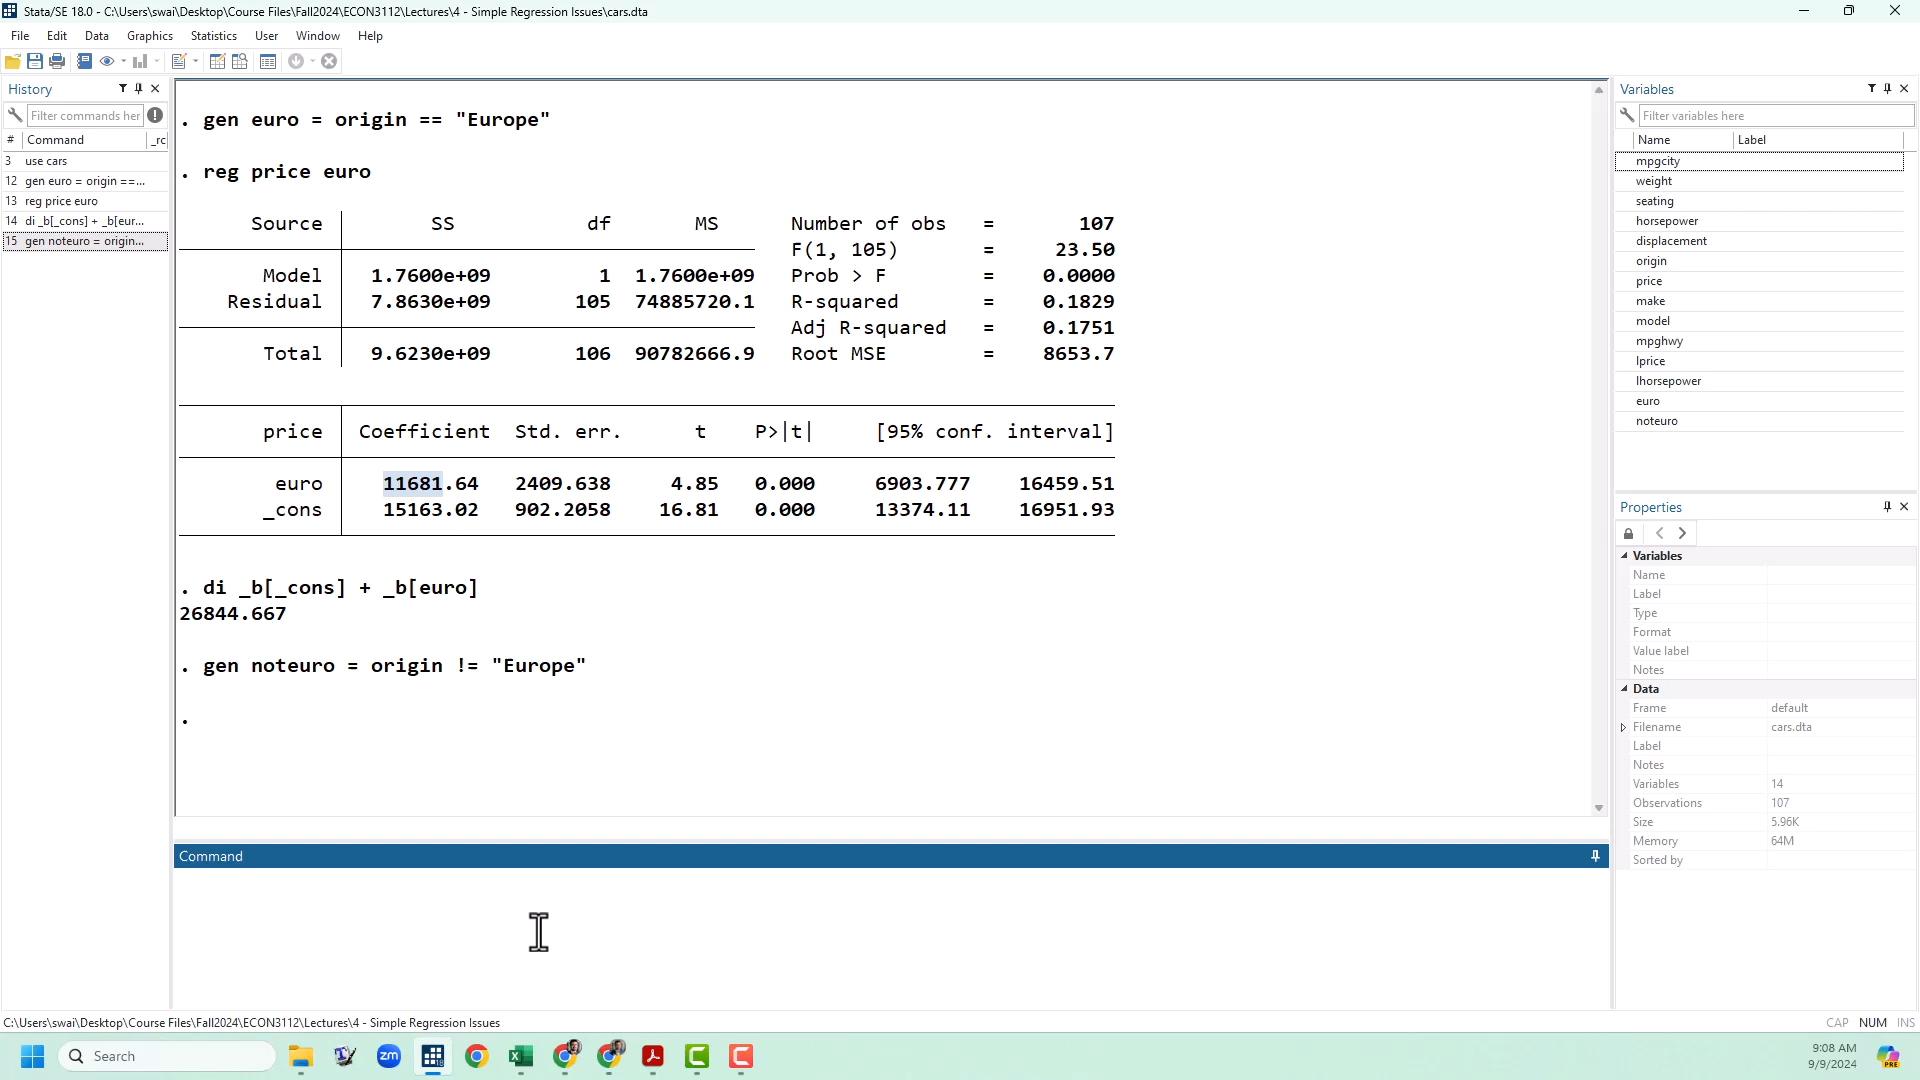 Stata/SE 18.0 - C:\Users\swai\Desktop\Course Files\Fall2024\ECON3112\Lectures\4 - Simple Regression Issues\cars.dta
File Edit Data Graphics Statistics User Window Help
History
Filter commands her
# Command _rc
3 use cars
12 gen euro = origin ==...
13 reg price euro
14 di _b[_cons] + _b[eur...
15 gen noteuro = origin...
. gen euro = origin == "Europe"
. reg price euro
Source SS df MS Number of obs = 107
F(1, 105) = 23.50
Model 1.7600e+09 1 1.7600e+09 Prob > F = 0.0000
Residual 7.8630e+09 105 74885720.1 R-squared = 0.1829
Adj R-squared = 0.1751
Total 9.6230e+09 106 90782666.9 Root MSE = 8653.7
price Coefficient Std. err. t P>|t| [95% conf. interval]
euro 11681.64 2409.638 4.85 0.000 6903.777 16459.51
_cons 15163.02 902.2058 16.81 0.000 13374.11 16951.93
. di _b[_cons] + _b[euro]
26844.667
. gen noteuro = origin != "Europe"
.
Command
Variables
Filter variables here
Name Label
mpgcity
weight
seating
horsepower
displacement
origin
price
make
model
mpghwy
lprice
lhorsepower
euro
noteuro
Properties
Variables
Name
Label
Type
Format
Value label
Notes
Data
Frame default
Filename cars.dta
Label
Notes
Variables 14
Observations 107
Size 5.96K
Memory 64M
Sorted by
C:\Users\swai\Desktop\Course Files\Fall2024\ECON3112\Lectures\4 - Simple Regression Issues
CAP NUM INS
Search
zm
9:08 AM
9/9/2024
PRE